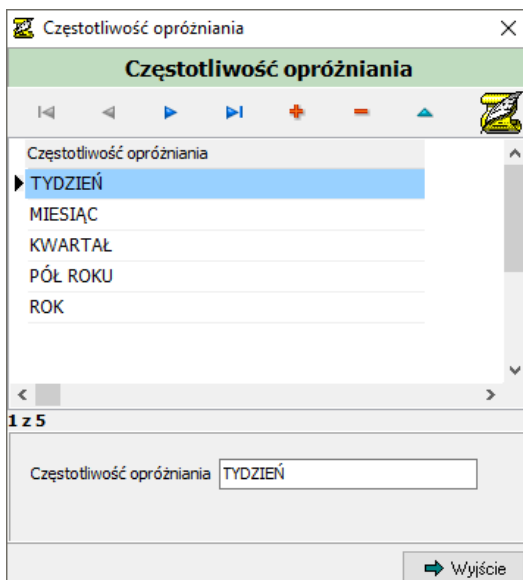 Częstotliwość opróżniania
Częstotliwość opróżniania
Częstotliwość opróżniania
TYDZIEŃ
MIESIĄC
KWARTAŁ
PÓŁ ROKU
ROK
1 z 5
Częstotliwość opróżniania TYDZIEŃ
Wyjście